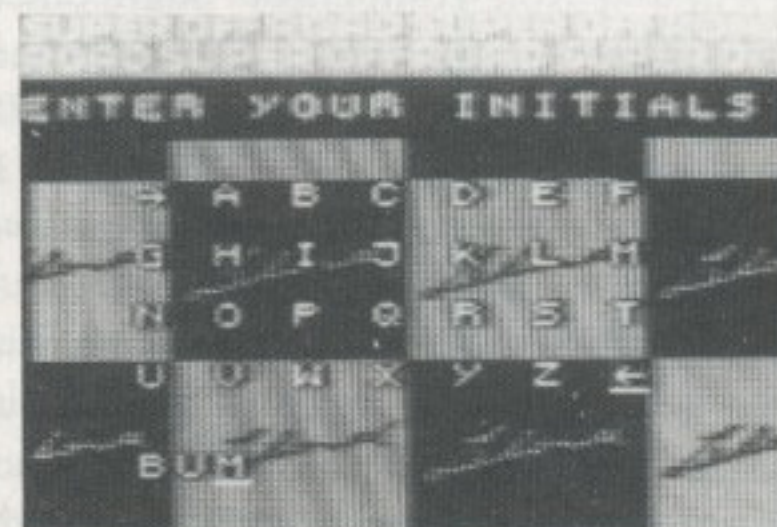 ENTER YOUR INITIALS
→ A B C D E F
G H I J K L M
N O P Q R S T
U V W X Y Z ←
BUM